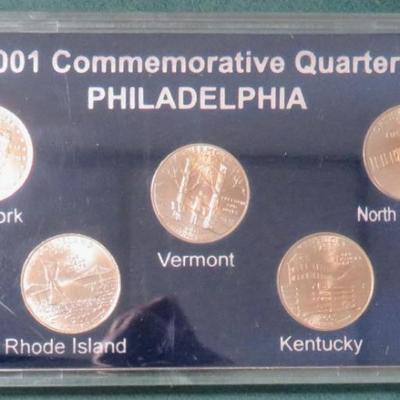 001 Commemorative Quarter
PHILADELPHIA
ork
North
Vermont
Rhode Island
Kentucky